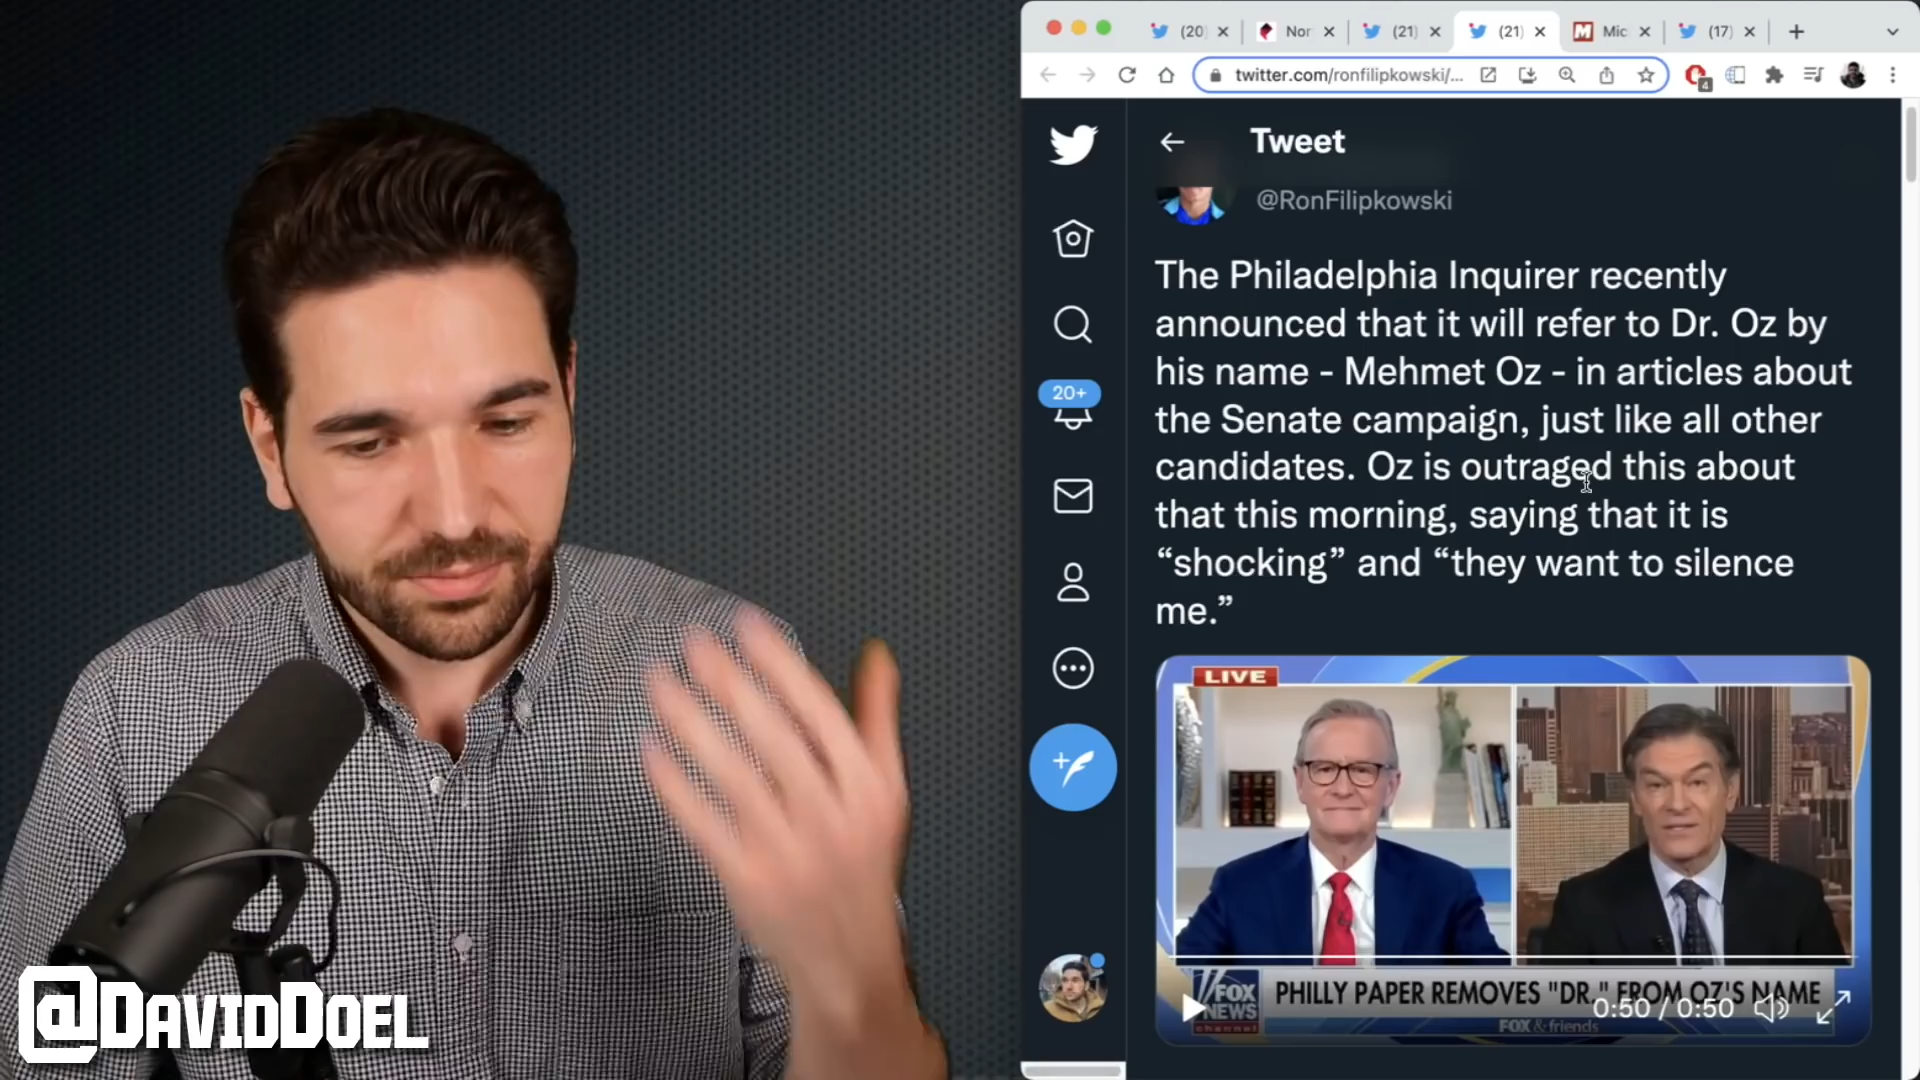 (20)
Nor
(21)
(21)
Mic
(17)
twitter.com/ronfilipkowski/...
4
Tweet
@RonFilipkowski
The Philadelphia Inquirer recently
announced that it will refer to Dr. Oz by
his name - Mehmet Oz - in articles about
the Senate campaign, just like all other
candidates. Oz is outraged this about
that this morning, saying that it is
“shocking” and “they want to silence
me.”
20+
LIVE
PHILLY PAPER REMOVES "DR." FROM OZ'S NAME
0:50 / 0:50
FOX
NEWS
channel
FOX & friends
@DAVIDDOEL